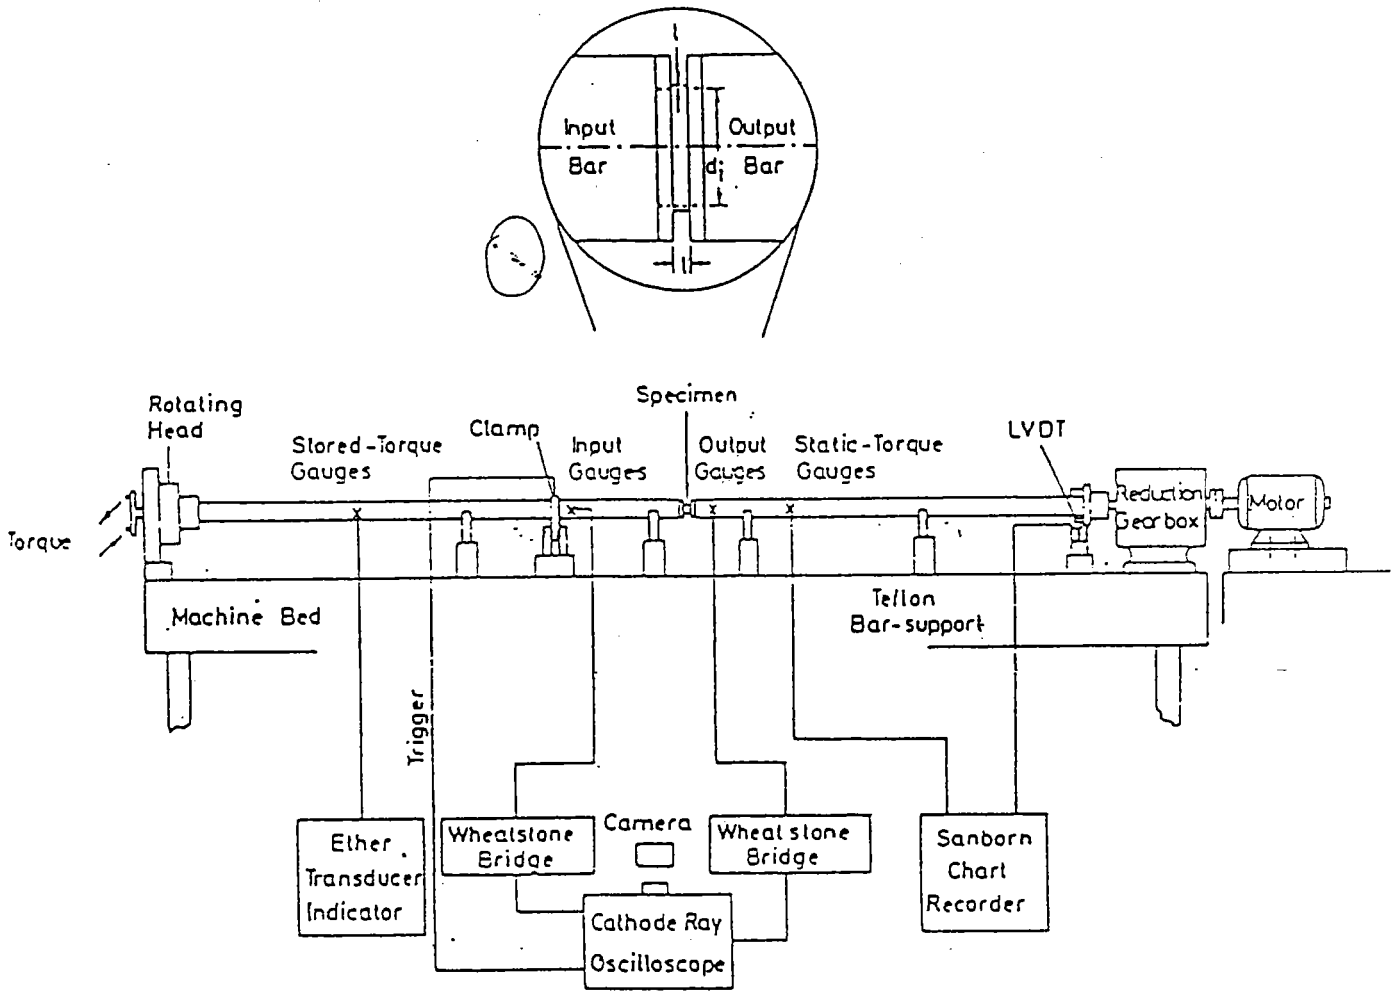 Input
Bar
Output
Bar
di
t
Specimen
Rotating
Head
Stored-Torque
Gauges
Clamp
Input
Gauges
Output
Gauges
Static-Torque
Gauges
LVDT
Reduction
Gearbox
Motor
Torque
Machine Bed
Teflon
Bar-support
Trigger
Ether
Transducer
Indicator
Wheatstone
Bridge
Camera
Wheatstone
Bridge
Cathode Ray
Oscilloscope
Sanborn
Chart
Recorder